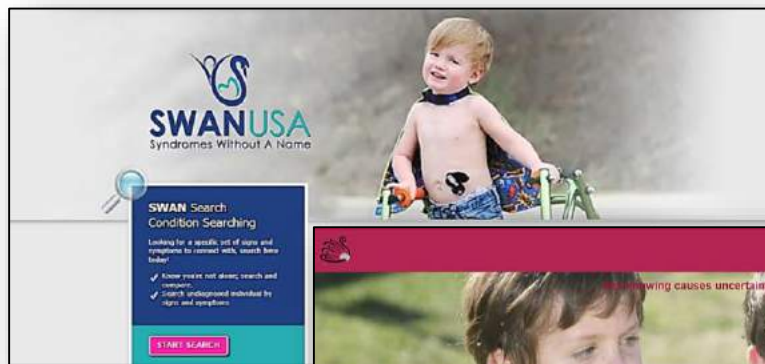 SWANUSA
Syndromes Without A Name
SWAN Search
Condition Searching
Looking for a specific set of signs and
symptoms to connect with, search here
today!
✓ Know you're not alone; search and
compare.
✓ Search undiagnosed individual by
signs and symptoms
START SEARCH
causes uncertain